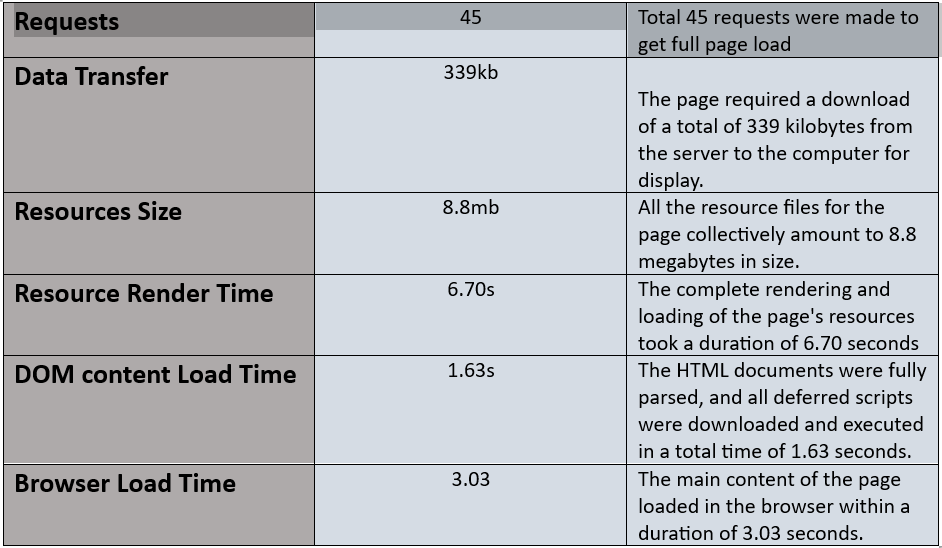 Requests
45
Total 45 requests were made to
get full page load
Data Transfer
339kb
The page required a download
of a total of 339 kilobytes from
the server to the computer for
display.
Resources Size
8.8mb
All the resource files for the
page collectively amount to 8.8
megabytes in size.
Resource Render Time
6.70s
The complete rendering and
loading of the page's resources
took a duration of 6.70 seconds
DOM content Load Time
1.63s
The HTML documents were fully
parsed, and all deferred scripts
were downloaded and executed
in a total time of 1.63 seconds.
Browser Load Time
3.03
The main content of the page
loaded in the browser within a
duration of 3.03 seconds.